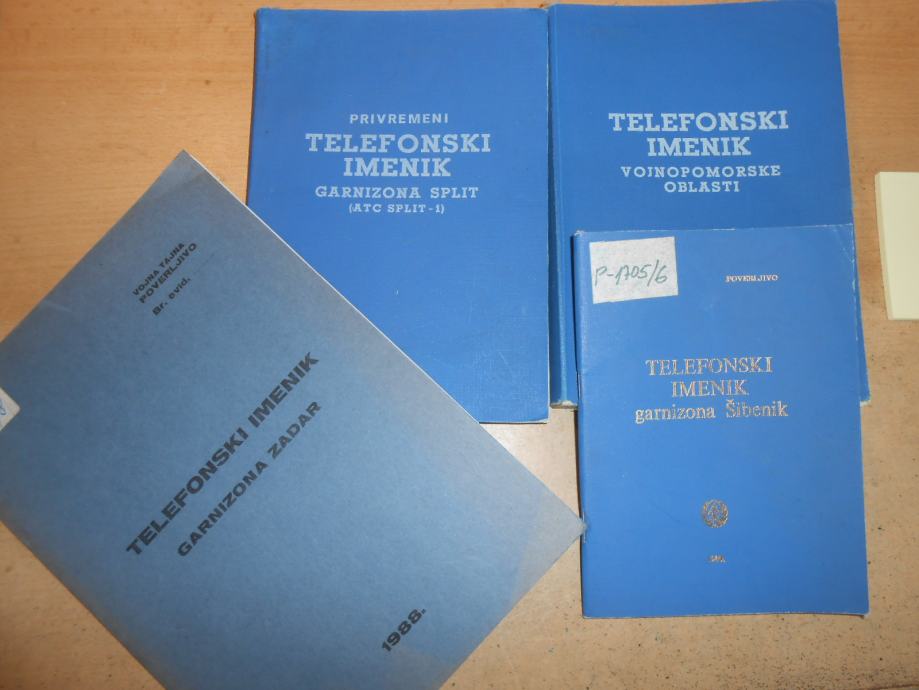 PRIVREMENI
TELEFONSKI
IMENIK
GARNIZONA SPLIT
(ATC SPLIT-1)
TELEFONSKI
IMENIK
VOJNOPOMORSKE
OBLASTI
VOJNA TAJNA
POVERLJIVO
Br. evid.
TELEFONSKI IMENIK
GARNIZONA ZADAR
1988.
P-1705/6
POVERLJIVO
TELEFONSKI
IMENIK
garnizona Šibenik